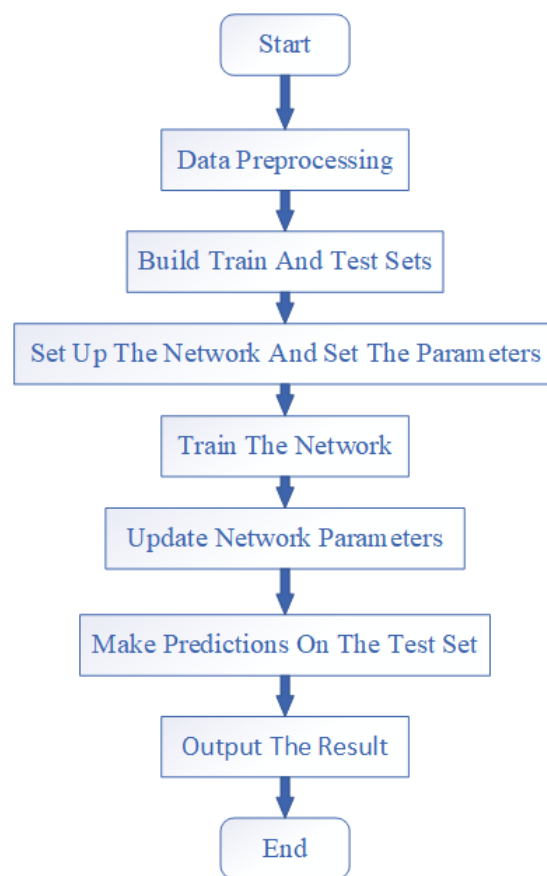 Start
Data Preprocessing
Build Train And Test Sets
Set Up The Network And Set The Parameters
Train The Network
Update Network Parameters
Make Predictions On The Test Set
Output The Result
End